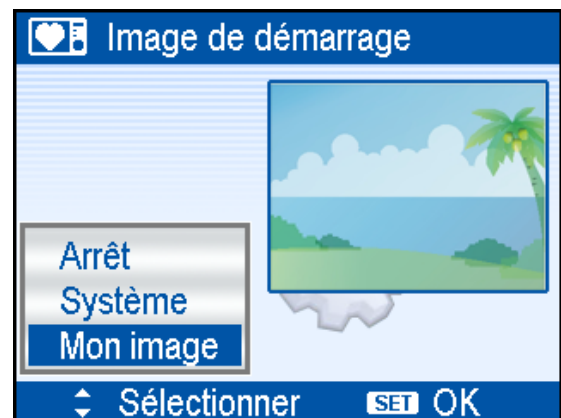 Image de démarrage
Arrêt
Système
Mon image
Sélectionner SET OK